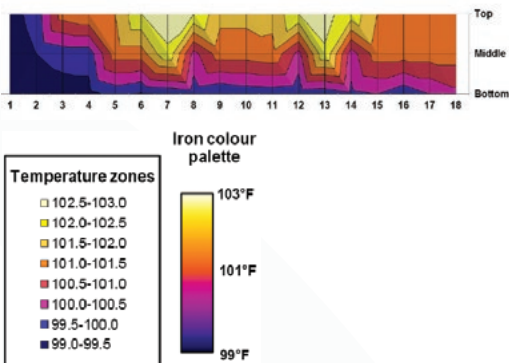 Top
Middle
Bottom
1 2 3 4 5 6 7 8 9 10 11 12 13 14 15 16 17 18
Iron colour
palette
Temperature zones
102.5-103.0
102.0-102.5
101.5-102.0
101.0-101.5
100.5-101.0
100.0-100.5
99.5-100.0
99.0-99.5
103°F
101°F
99°F